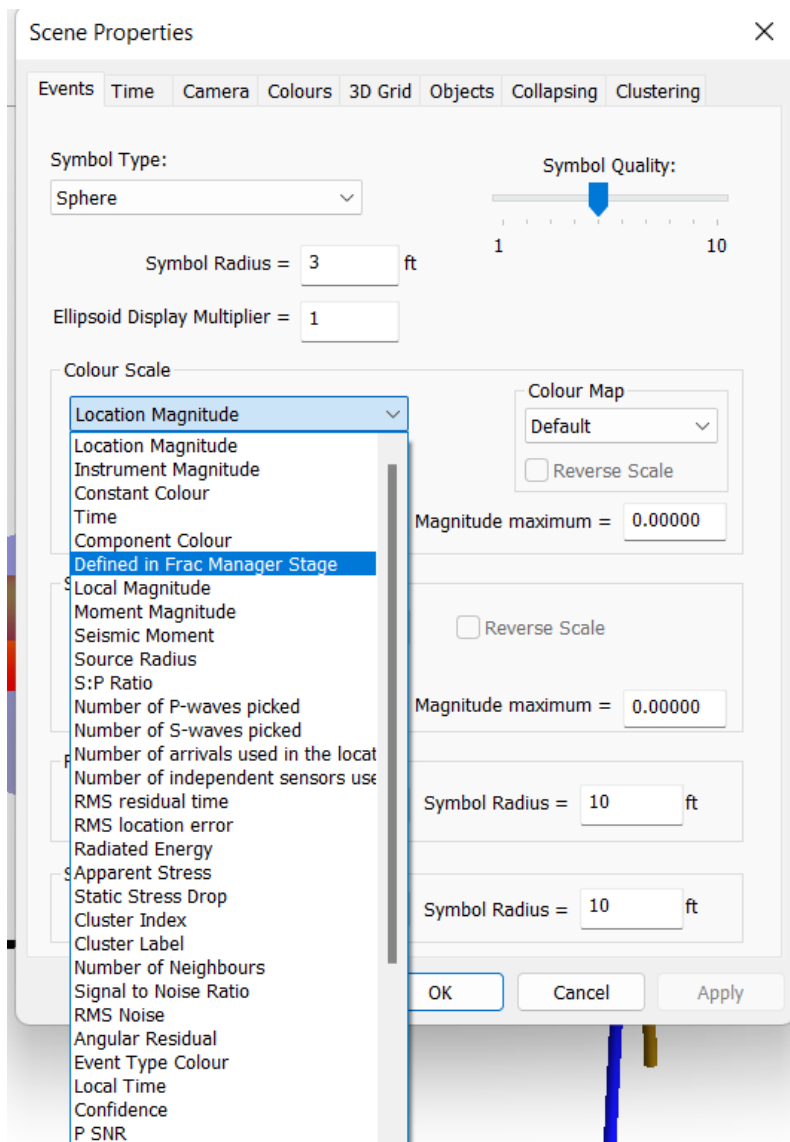 Scene Properties
Events Time Camera Colours 3D Grid Objects Collapsing Clustering
Symbol Type:
Symbol Quality:
Sphere
1 10
Symbol Radius = 3 ft
Ellipsoid Display Multiplier = 1
Colour Scale
Colour Map
Location Magnitude
Default
Location Magnitude
Instrument Magnitude
Reverse Scale
Constant Colour
Time
Magnitude maximum = 0.00000
Component Colour
Defined in Frac Manager Stage
Local Magnitude
Moment Magnitude
Reverse Scale
Seismic Moment
Source Radius
S:P Ratio
Number of P-waves picked
Magnitude maximum = 0.00000
Number of S-waves picked
Number of arrivals used in the locat
Number of independent sensors use
RMS residual time
Symbol Radius = 10 ft
RMS location error
Radiated Energy
Apparent Stress
Static Stress Drop
Cluster Index
Symbol Radius = 10 ft
Cluster Label
Number of Neighbours
Signal to Noise Ratio
OK Cancel Apply
RMS Noise
Angular Residual
Event Type Colour
Local Time
Confidence
P SNR